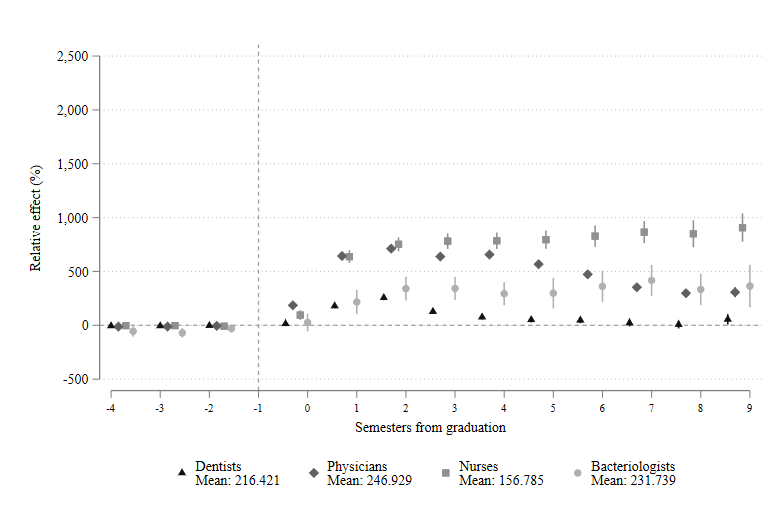 2,500
2,000
1,500
1,000
500
0
-500
Relative effect (%)
-4 -3 -2 -1 0 1 2 3 4 5 6 7 8 9
Semesters from graduation
Dentists Physicians Nurses Bacteriologists
Mean: 216.421 Mean: 246.929 Mean: 156.785 Mean: 231.739